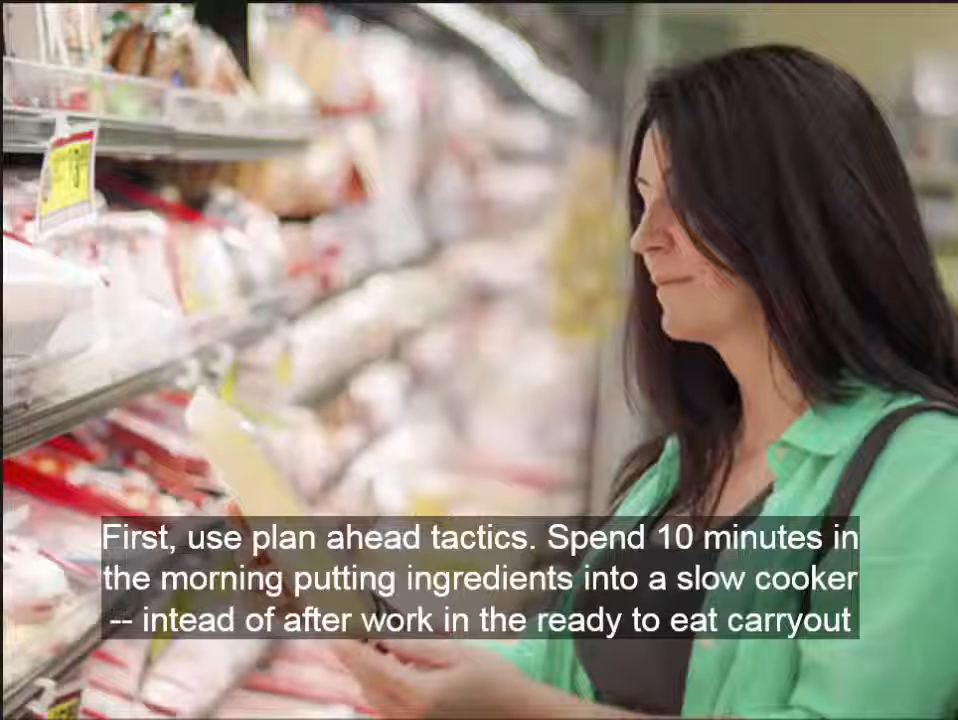 First, use plan ahead tactics. Spend 10 minutes in
the morning putting ingredients into a slow cooker
-- intead of after work in the ready to eat carryout